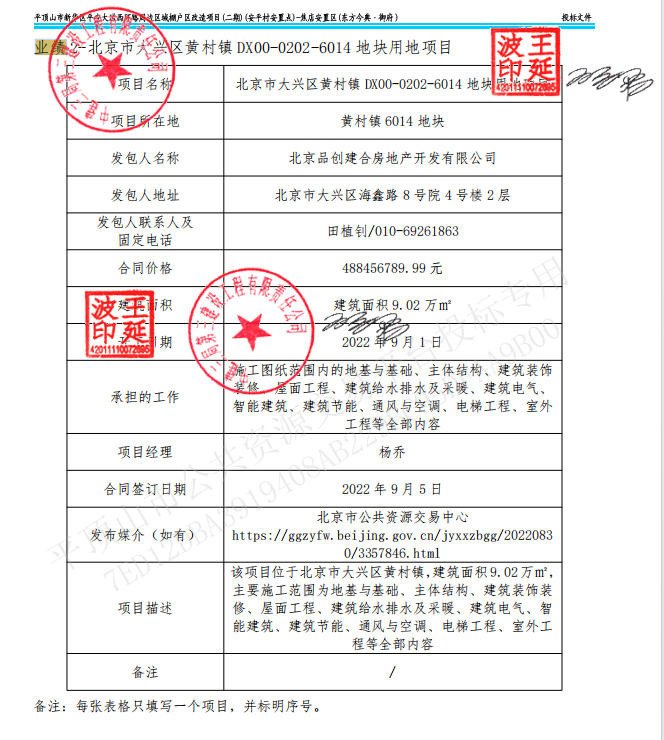 平顶山市新华区平安大道西环路周边区域棚户区改造项目(二期)(安平村安置点)-焦店安置区(东方今典·御府) 投标文件
业绩2-北京市大兴区黄村镇DX00-0202-6014地块用地项目
项目名称 北京市大兴区黄村镇DX00-0202-6014地块用地项目
项目所在地 黄村镇6014地块
发包人名称 北京品创建合房地产开发有限公司
发包人地址 北京市大兴区海鑫路8号院4号楼2层
发包人联系人及
固定电话 田植钊/010-69261863
合同价格 488456789.99元
建筑面积 建筑面积9.02万㎡
开工日期 2022年9月1日
承担的工作 施工图纸范围内的地基与基础、主体结构、建筑装饰
装修、屋面工程、建筑给水排水及采暖、建筑电气、
智能建筑、建筑节能、通风与空调、电梯工程、室外
工程等全部内容
项目经理 杨乔
合同签订日期 2022年9月5日
发布媒介（如有） 北京市公共资源交易中心
https://ggzyfw.beijing.gov.cn/jyxxzbgg/2022083
0/3357846.html
项目描述 该项目位于北京市大兴区黄村镇,建筑面积9.02万㎡,
主要施工范围为地基与基础、主体结构、建筑装饰装
修、屋面工程、建筑给水排水及采暖、建筑电气、智
能建筑、建筑节能、通风与空调、电梯工程、室外工
程等全部内容
备注 /
备注：每张表格只填写一个项目，并标明序号。
王延
波印
王延
波印